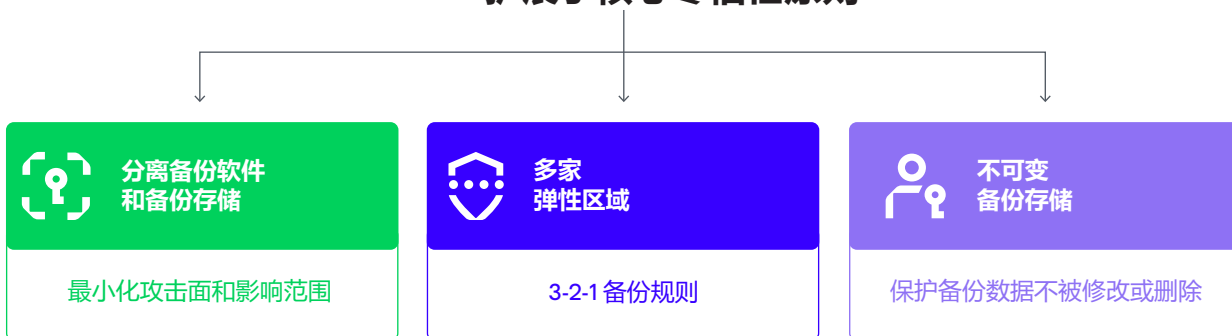 分离备份软件
和备份存储
多家
弹性区域
不可变
备份存储
最小化攻击面和影响范围
3-2-1 备份规则
保护备份数据不被修改或删除